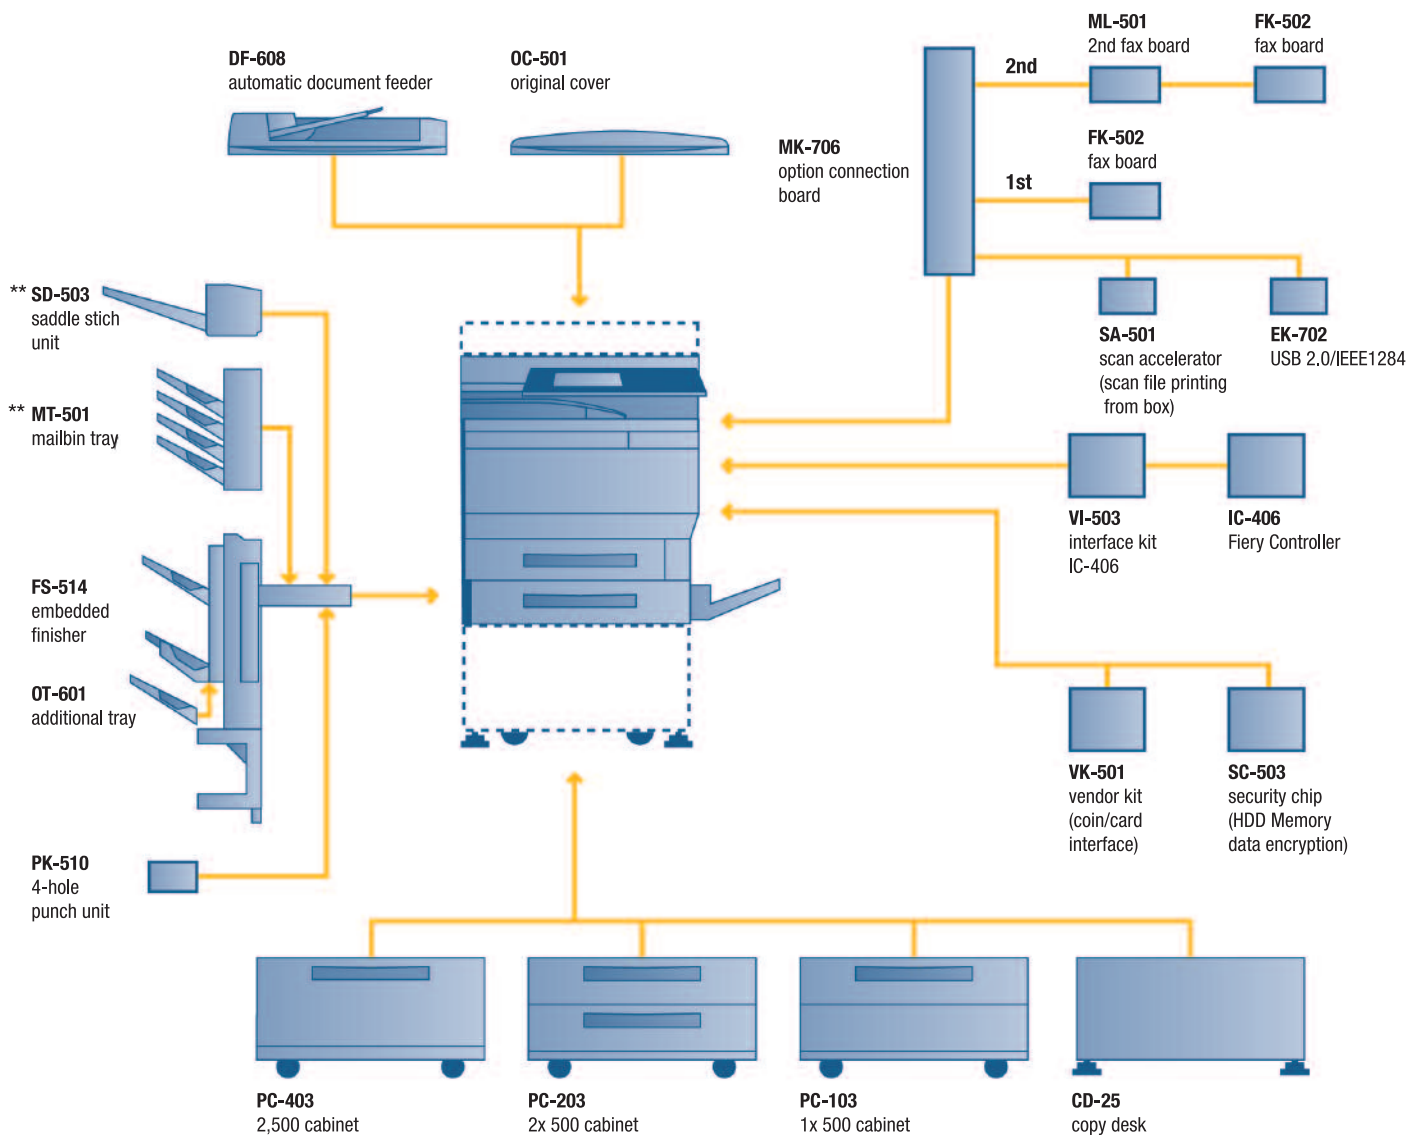 DF-608
automatic document feeder
OC-501
original cover
MK-706
option connection
board
2nd
ML-501
2nd fax board
FK-502
fax board
1st
FK-502
fax board
SA-501
scan accelerator
(scan file printing
from box)
EK-702
USB 2.0/IEEE1284
** SD-503
saddle stich
unit
** MT-501
mailbin tray
FS-514
embedded
finisher
OT-601
additional tray
PK-510
4-hole
punch unit
VI-503
interface kit
IC-406
IC-406
Fiery Controller
VK-501
vendor kit
(coin/card
interface)
SC-503
security chip
(HDD Memory
data encryption)
PC-403
2,500 cabinet
PC-203
2x 500 cabinet
PC-103
1x 500 cabinet
CD-25
copy desk